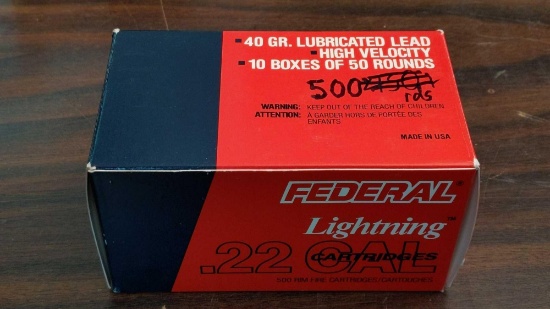 ▪40 GR. LUBRICATED LEAD
▪HIGH VELOCITY
▪10 BOXES OF 50 ROUNDS
500
rds
WARNING: KEEP OUT OF THE REACH OF CHILDREN
ATTENTION: À GARDER HORS DE PORTÉE DES
ENFANTS
MADE IN USA
FEDERAL®
Lightning™
.22 CAL
CARTRIDGES
500 RIM FIRE CARTRIDGES/CARTOUCHES